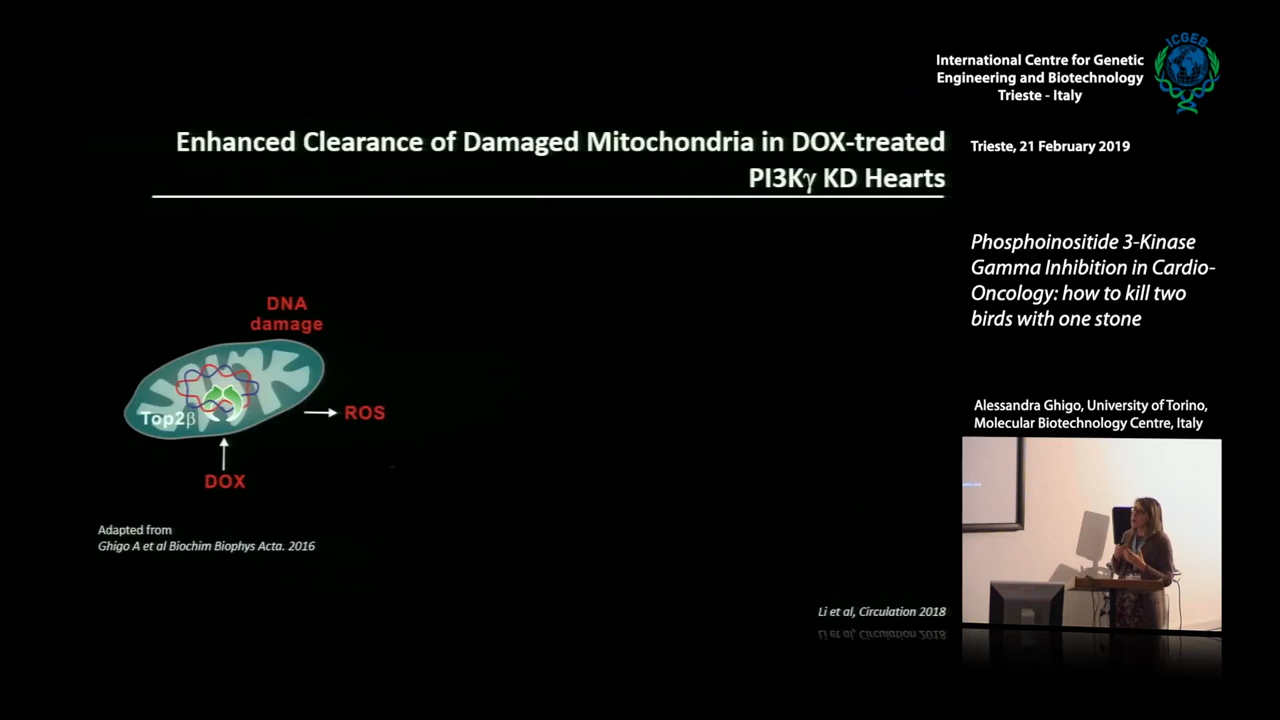 ICGEB
International Centre for Genetic
Engineering and Biotechnology
Trieste - Italy
Trieste, 21 February 2019
Enhanced Clearance of Damaged Mitochondria in DOX-treated
PI3Kγ KD Hearts
Phosphoinositide 3-Kinase
Gamma Inhibition in Cardio-
Oncology: how to kill two
birds with one stone
DNA
damage
Top2β
ROS
DOX
Alessandra Ghigo, University of Torino,
Molecular Biotechnology Centre, Italy
Adapted from
Ghigo A et al Biochim Biophys Acta. 2016
Li et al, Circulation 2018